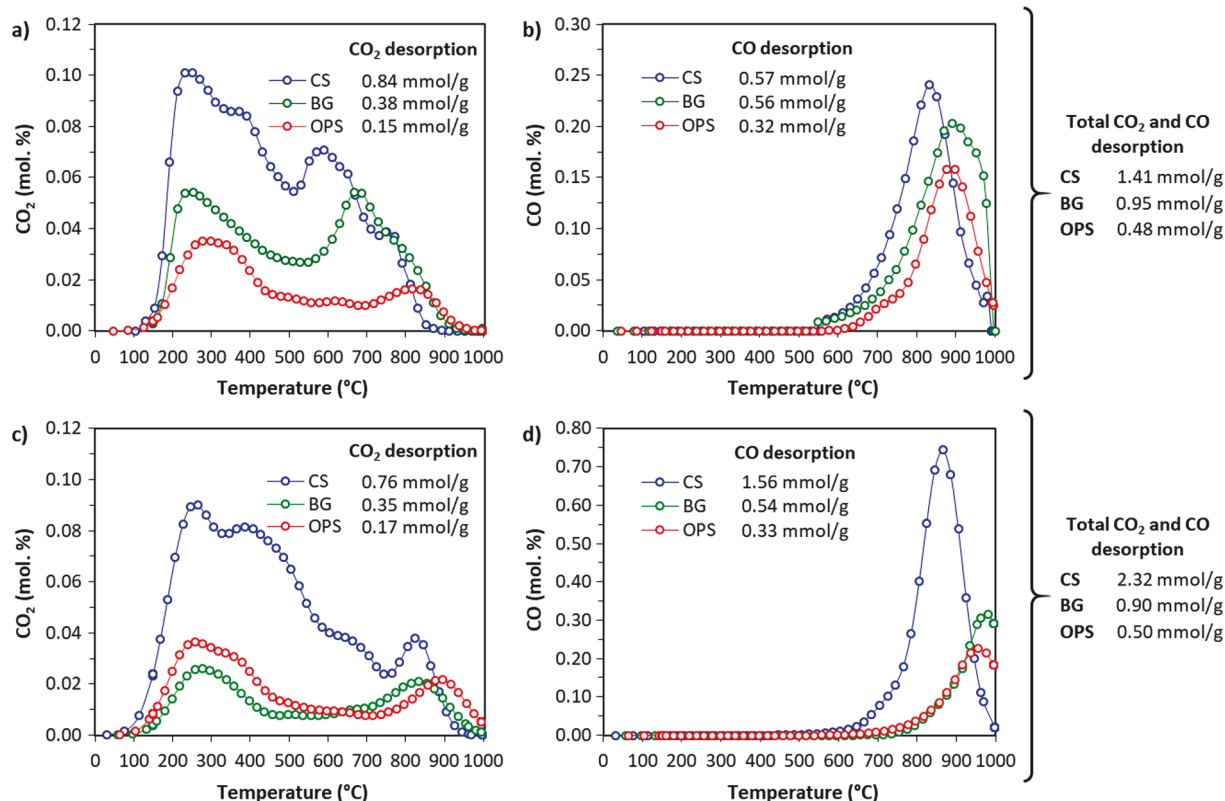 a)
CO₂ desorption
CS 0.84 mmol/g
BG 0.38 mmol/g
OPS 0.15 mmol/g
CO₂ (mol. %)
0.12
0.10
0.08
0.06
0.04
0.02
0.00
0 100 200 300 400 500 600 700 800 900 1000
Temperature (°C)
b)
CO desorption
CS 0.57 mmol/g
BG 0.56 mmol/g
OPS 0.32 mmol/g
CO (mol. %)
0.30
0.25
0.20
0.15
0.10
0.05
0.00
0 100 200 300 400 500 600 700 800 900 1000
Temperature (°C)
Total CO₂ and CO
desorption
CS 1.41 mmol/g
BG 0.95 mmol/g
OPS 0.48 mmol/g
c)
CO₂ desorption
CS 0.76 mmol/g
BG 0.35 mmol/g
OPS 0.17 mmol/g
CO₂ (mol. %)
0.12
0.10
0.08
0.06
0.04
0.02
0.00
0 100 200 300 400 500 600 700 800 900 1000
Temperature (°C)
d)
CO desorption
CS 1.56 mmol/g
BG 0.54 mmol/g
OPS 0.33 mmol/g
CO (mol. %)
0.80
0.70
0.60
0.50
0.40
0.30
0.20
0.10
0.00
0 100 200 300 400 500 600 700 800 900 1000
Temperature (°C)
Total CO₂ and CO
desorption
CS 2.32 mmol/g
BG 0.90 mmol/g
OPS 0.50 mmol/g